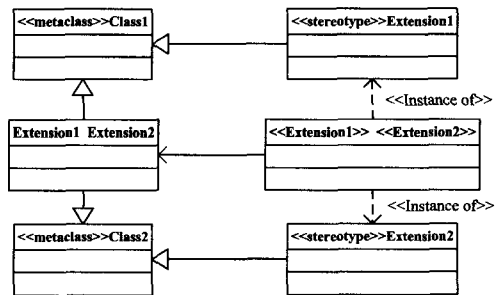 <<metaclass>>Class1
<<stereotype>>Extension1
<<Instance of>>
Extension1 Extension2
<<Extension1>> <<Extension2>>
<<Instance of>>
<<metaclass>>Class2
<<stereotype>>Extension2